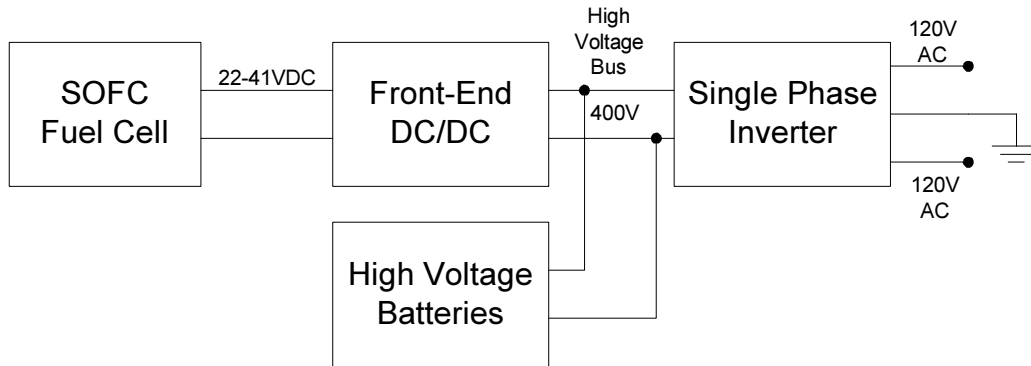 SOFC
Fuel Cell
22-41VDC
Front-End
DC/DC
High
Voltage
Bus
400V
Single Phase
Inverter
120V
AC
120V
AC
High Voltage
Batteries